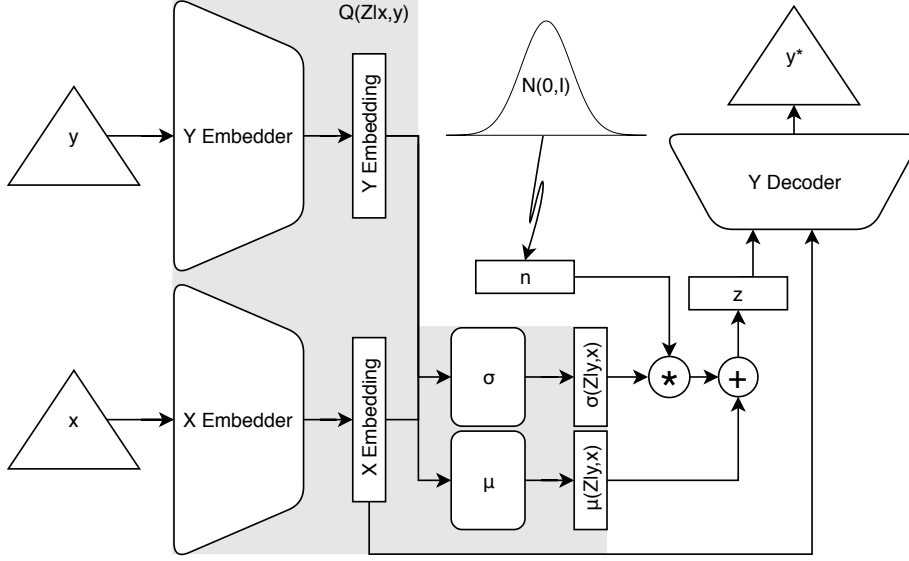 Q(Z|x,y)
y*
N(0,I)
y
Y Embedder
Y Embedding
Y Decoder
n
z
x
X Embedder
X Embedding
σ
σ(Z|y,x)
*
+
μ
μ(Z|y,x)